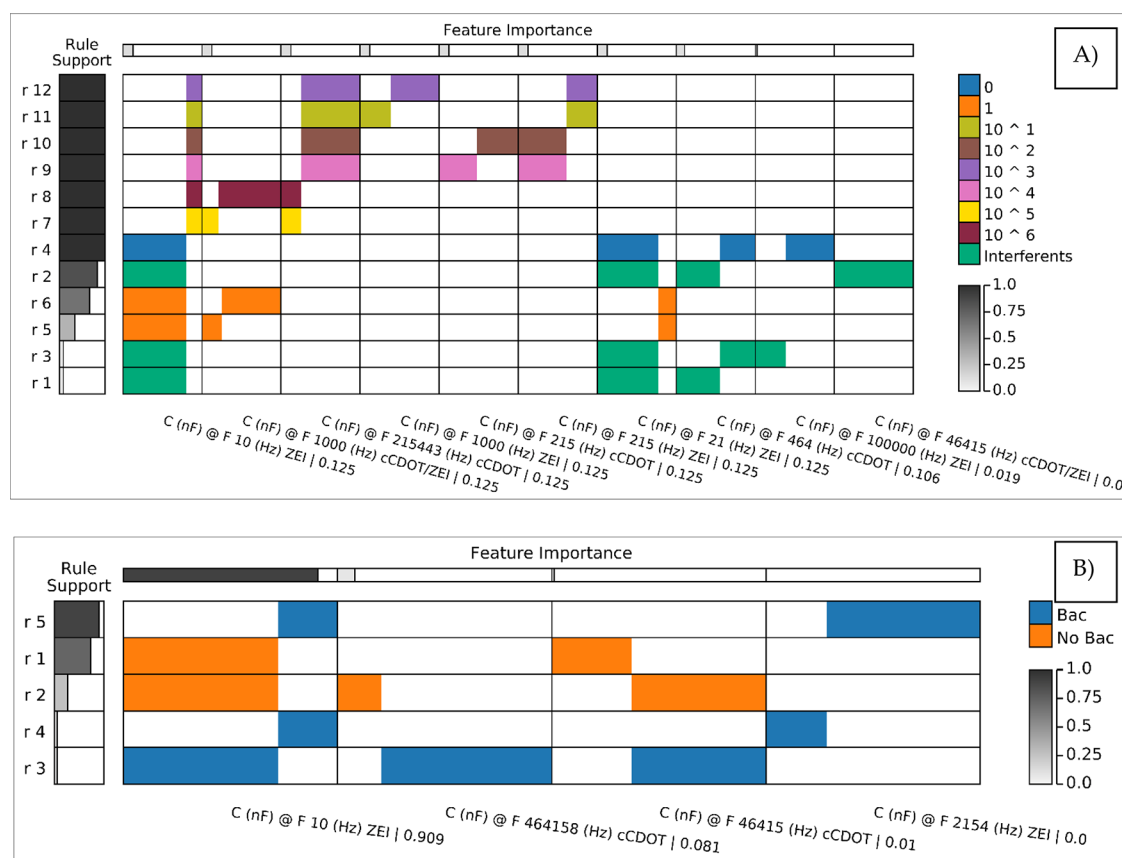 Feature Importance
A)
Rule
Support
r 12
r 11
r 10
r 9
r 8
r 7
r 4
r 2
r 6
r 5
r 3
r 1
0
1
10 ^ 1
10 ^ 2
10 ^ 3
10 ^ 4
10 ^ 5
10 ^ 6
Interferents
1.0
0.75
0.5
0.25
0.0
C (nF) @ F 10 (Hz) ZEI | 0.125
C (nF) @ F 1000 (Hz) cCDOT/ZEI | 0.125
C (nF) @ F 215443 (Hz) cCDOT | 0.125
C (nF) @ F 1000 (Hz) ZEI | 0.125
C (nF) @ F 215 (Hz) cCDOT | 0.125
C (nF) @ F 215 (Hz) ZEI | 0.125
C (nF) @ F 21 (Hz) ZEI | 0.125
C (nF) @ F 464 (Hz) cCDOT | 0.106
C (nF) @ F 100000 (Hz) ZEI | 0.019
C (nF) @ F 46415 (Hz) cCDOT/ZEI | 0.0
Feature Importance
B)
Rule
Support
r 5
r 1
r 2
r 4
r 3
Bac
No Bac
1.0
0.75
0.5
0.25
0.0
C (nF) @ F 10 (Hz) ZEI | 0.909
C (nF) @ F 464158 (Hz) cCDOT | 0.081
C (nF) @ F 46415 (Hz) cCDOT | 0.01
C (nF) @ F 2154 (Hz) ZEI | 0.0